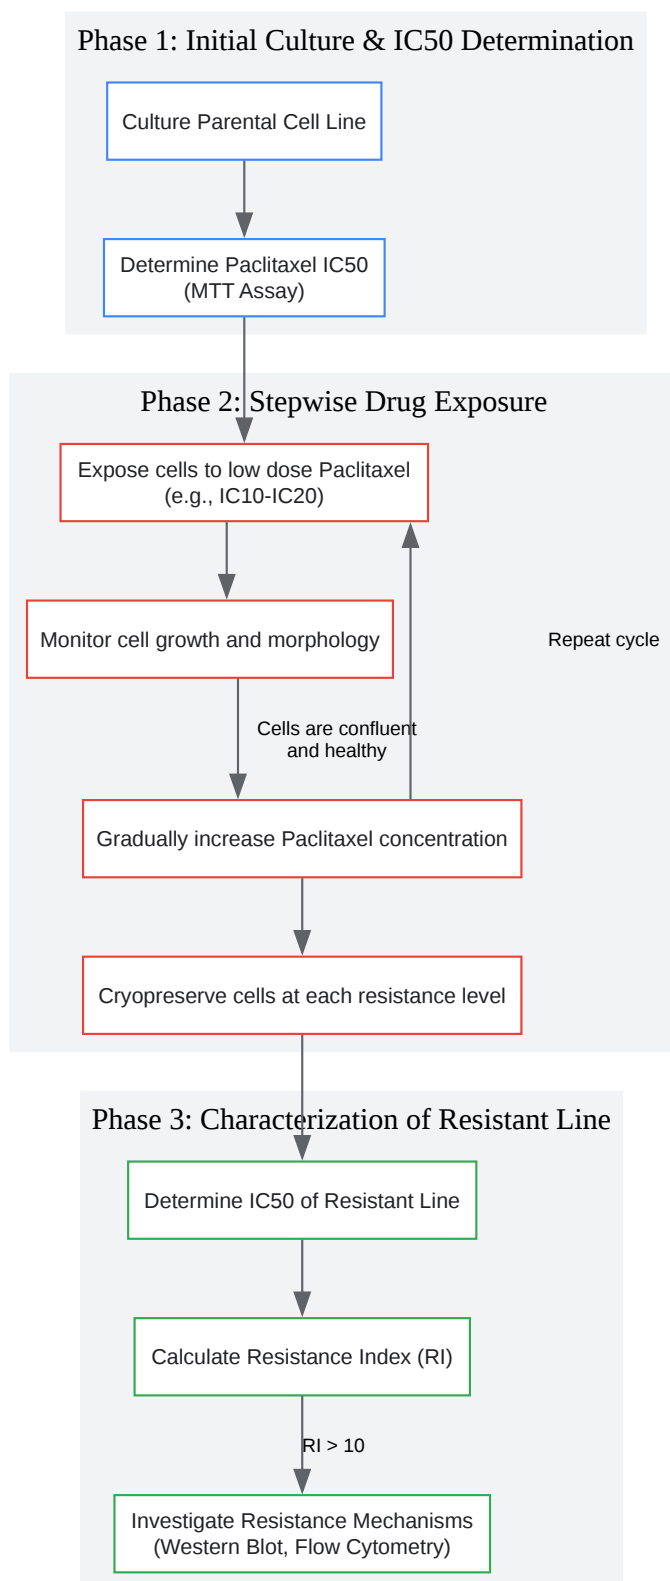 Phase 1: Initial Culture & IC50 Determination
Culture Parental Cell Line
Determine Paclitaxel IC50
(MTT Assay)
Phase 2: Stepwise Drug Exposure
Expose cells to low dose Paclitaxel
(e.g., IC10-IC20)
Monitor cell growth and morphology
Repeat cycle
Cells are confluent
and healthy
Gradually increase Paclitaxel concentration
Cryopreserve cells at each resistance level
Phase 3: Characterization of Resistant Line
Determine IC50 of Resistant Line
Calculate Resistance Index (RI)
RI > 10
Investigate Resistance Mechanisms
(Western Blot, Flow Cytometry)